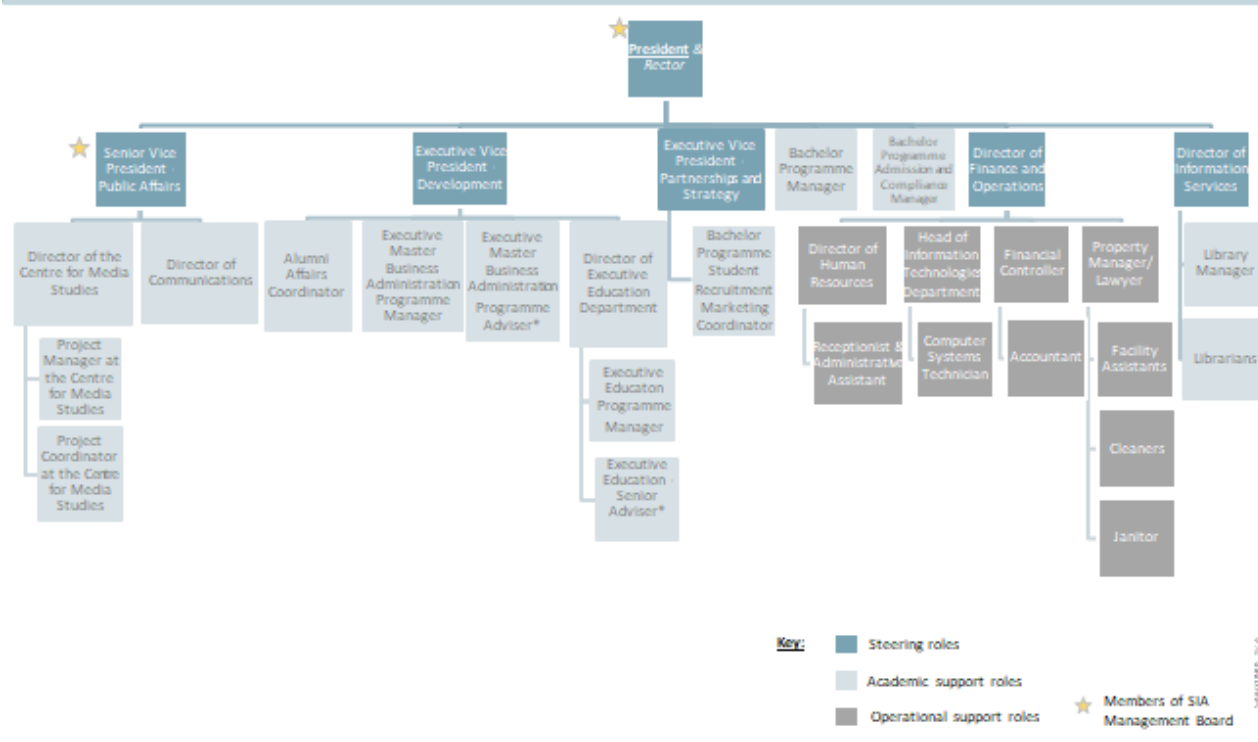 President &
Rector
Senior Vice
President -
Public Affairs
Executive Vice
President -
Development
Executive Vice
President -
Partnerships and
Strategy
Bachelor
Programme
Manager
Bachelor
Programme
Admission and
Compliance
Manager
Director of
Finance and
Operations
Director of
Information
Services
Director of the
Centre for Media
Studies
Director of
Communications
Alumni
Affairs
Coordinator
Executive
Master
Business
Administration
Programme
Manager
Executive
Master
Business
Administration
Programme
Adviser*
Director of
Executive
Education
Department
Bachelor
Programme
Student
Recruitment
Marketing
Coordinator
Director of
Human
Resources
Head of
Information
Technologies
Department
Financial
Controller
Property
Manager/
Lawyer
Library
Manager
Project
Manager at
the Centre
for Media
Studies
Receptionist &
Administrative
Assistant
Computer
Systems
Technician
Accountant
Facility
Assistants
Librarians
Executive
Educaton
Programme
Manager
Project
Coordinator
at the Centre
for Media
Studies
Cleaners
Executive
Education -
Senior
Adviser*
Janitor
Key:
Steering roles
Academic support roles
Operational support roles
Members of SIA
Management Board